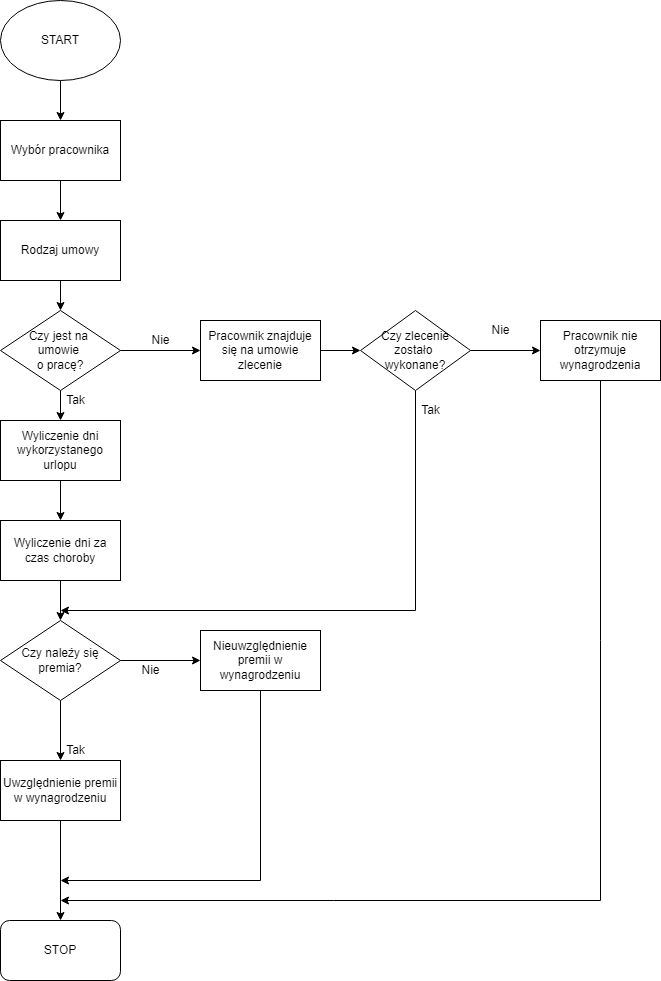 START
Wybór pracownika
Rodzaj umowy
Czy jest na
umowie
o pracę?
Nie
Pracownik znajduje
się na umowie
zlecenie
Czy zlecenie
zostało
wykonane?
Nie
Pracownik nie
otrzymuje
wynagrodzenia
Tak
Tak
Wyliczenie dni
wykorzystanego
urlopu
Wyliczenie dni za
czas choroby
Czy należy się
premia?
Nie
Nieuwzględnienie
premii w
wynagrodzeniu
Tak
Uwzględnienie premii
w wynagrodzeniu
STOP